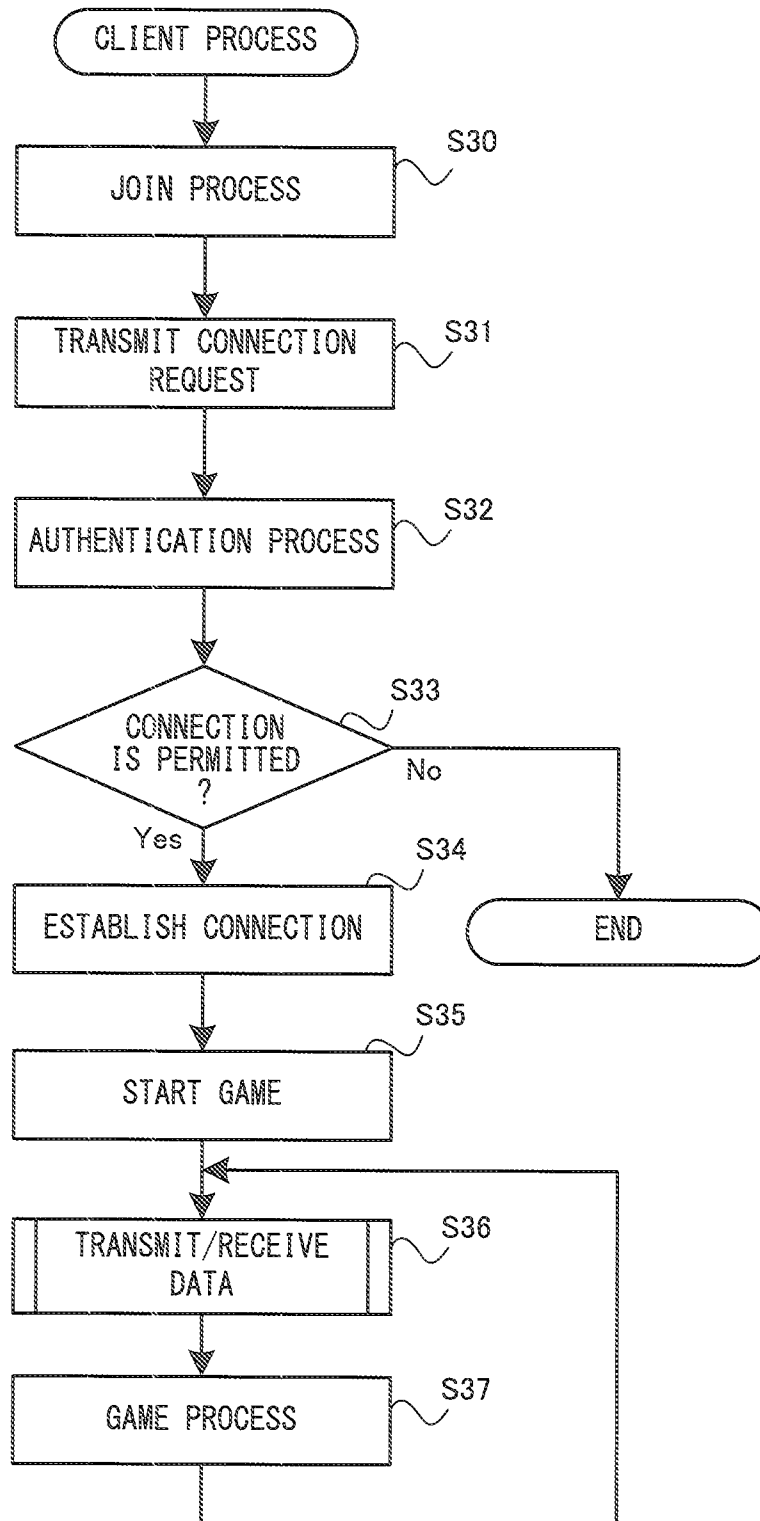 CLIENT PROCESS
S30
JOIN PROCESS
S31
TRANSMIT CONNECTION
REQUEST
S32
AUTHENTICATION PROCESS
S33
CONNECTION
IS PERMITTED
?
No
Yes
S34
ESTABLISH CONNECTION
END
S35
START GAME
S36
TRANSMIT/RECEIVE
DATA
S37
GAME PROCESS